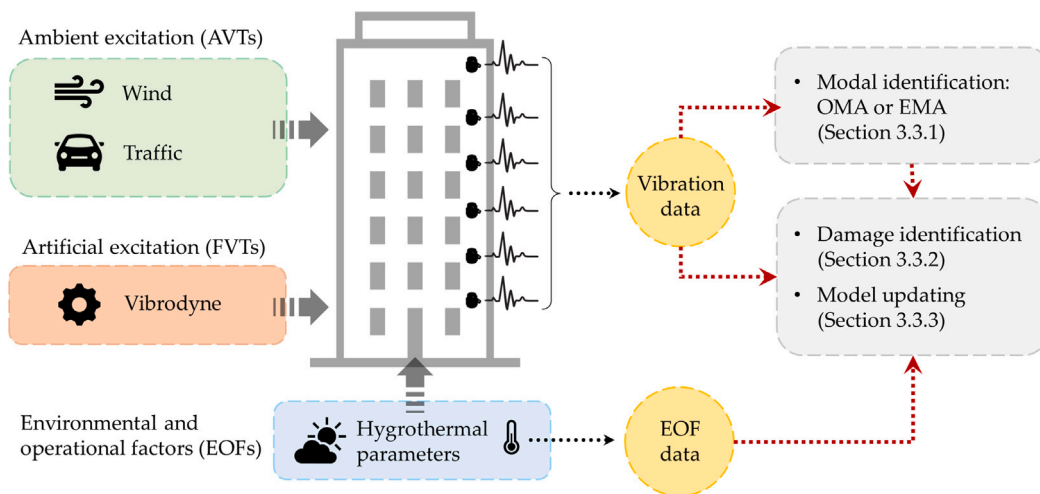 Ambient excitation (AVTs)
Wind
Traffic
Artificial excitation (FVTs)
Vibrodyne
Environmental and
operational factors (EOFs)
Hygrothermal
parameters
Vibration
data
EOF
data
• Modal identification:
OMA or EMA
(Section 3.3.1)
• Damage identification
(Section 3.3.2)
• Model updating
(Section 3.3.3)